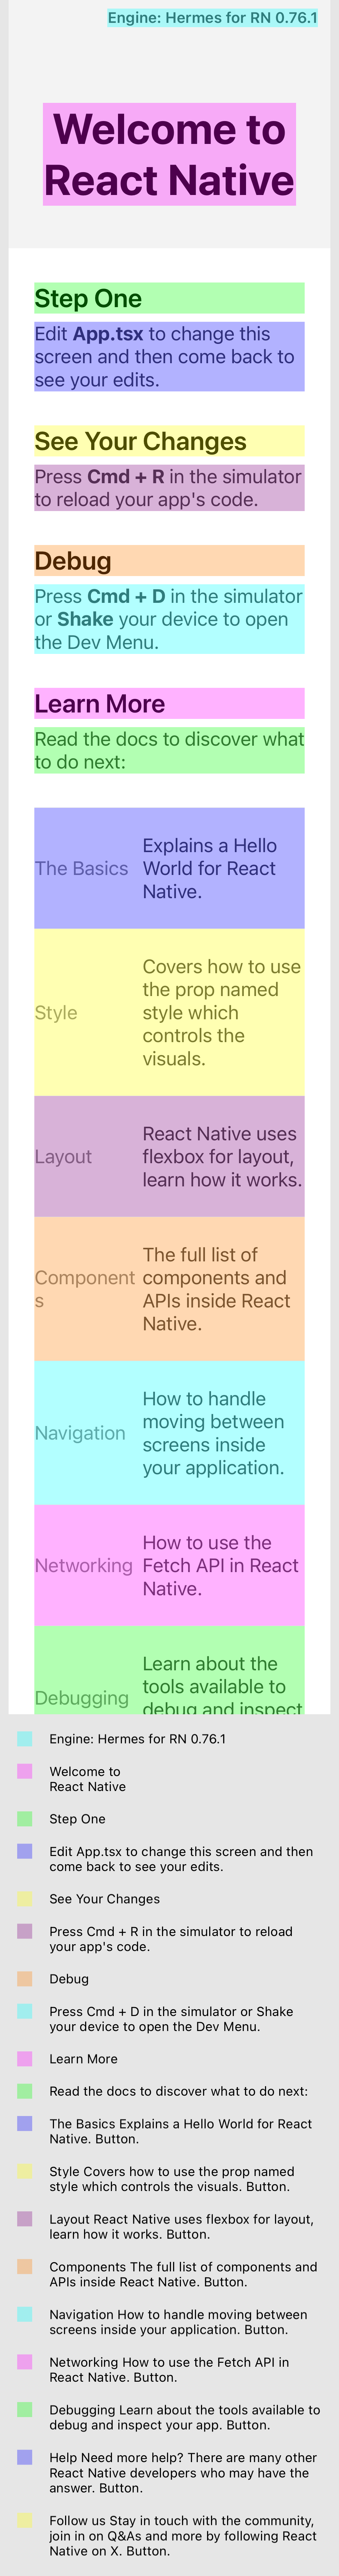 Engine: Hermes for RN 0.76.1
Welcome to
React Native
Step One
Edit App.tsx to change this
screen and then come back to
see your edits.
See Your Changes
Press Cmd + R in the simulator
to reload your app's code.
Debug
Press Cmd + D in the simulator
or Shake your device to open
the Dev Menu.
Learn More
Read the docs to discover what
to do next:
The Basics
Explains a Hello
World for React
Native.
Style
Covers how to use
the prop named
style which
controls the
visuals.
Layout
React Native uses
flexbox for layout,
learn how it works.
Component
s
The full list of
components and
APIs inside React
Native.
Navigation
How to handle
moving between
screens inside
your application.
Networking
How to use the
Fetch API in React
Native.
Debugging
Learn about the
tools available to
debug and inspect
Engine: Hermes for RN 0.76.1
Welcome to
React Native
Step One
Edit App.tsx to change this screen and then
come back to see your edits.
See Your Changes
Press Cmd + R in the simulator to reload
your app's code.
Debug
Press Cmd + D in the simulator or Shake
your device to open the Dev Menu.
Learn More
Read the docs to discover what to do next:
The Basics Explains a Hello World for React
Native. Button.
Style Covers how to use the prop named
style which controls the visuals. Button.
Layout React Native uses flexbox for layout,
learn how it works. Button.
Components The full list of components and
APIs inside React Native. Button.
Navigation How to handle moving between
screens inside your application. Button.
Networking How to use the Fetch API in
React Native. Button.
Debugging Learn about the tools available to
debug and inspect your app. Button.
Help Need more help? There are many other
React Native developers who may have the
answer. Button.
Follow us Stay in touch with the community,
join in on Q&As and more by following React
Native on X. Button.